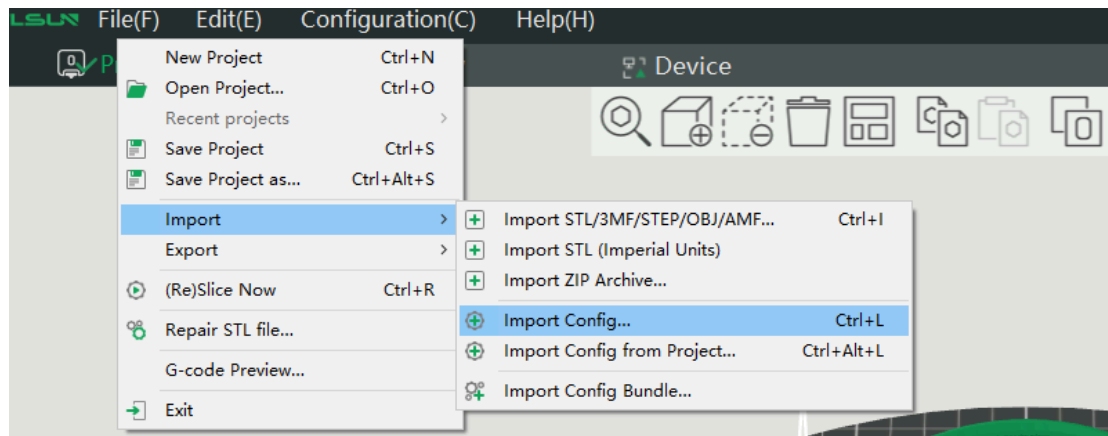 LSUN File(F) Edit(E) Configuration(C) Help(H)
P
Device
New Project Ctrl+N
Open Project... Ctrl+O
Recent projects
Save Project Ctrl+S
Save Project as... Ctrl+Alt+S
Import
Export
(Re)Slice Now Ctrl+R
Repair STL file...
G-code Preview...
Exit
Import STL/3MF/STEP/OBJ/AMF... Ctrl+I
Import STL (Imperial Units)
Import ZIP Archive...
Import Config... Ctrl+L
Import Config from Project... Ctrl+Alt+L
Import Config Bundle...